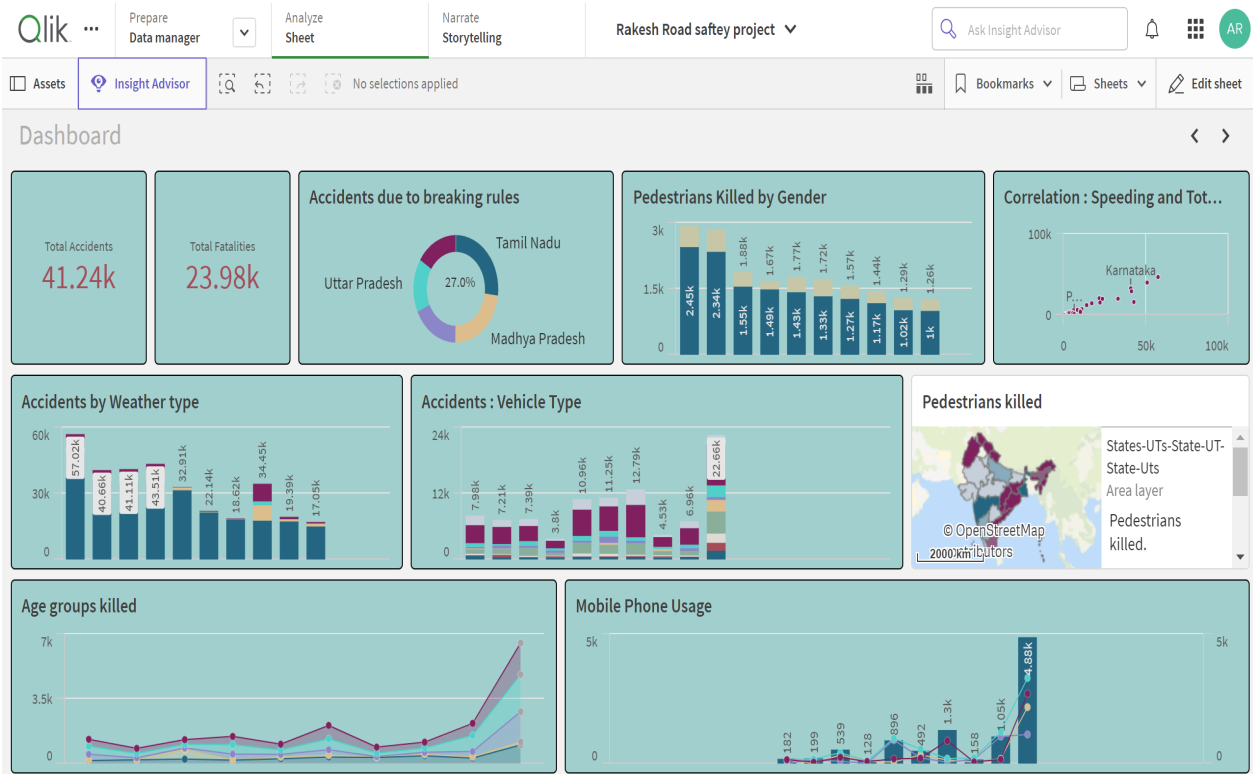 Qlik
Prepare
Data manager
Analyze
Sheet
Narrate
Storytelling
Rakesh Road saftey project
Ask Insight Advisor
AR
Assets
Insight Advisor
No selections applied
Bookmarks
Sheets
Edit sheet
Dashboard
Total Accidents
41.24k
Total Fatalities
23.98k
Accidents due to breaking rules
Tamil Nadu
Uttar Pradesh
27.0%
Madhya Pradesh
Pedestrians Killed by Gender
3k
1.5k
0
2.45k
2.34k
1.88k
1.55k
1.67k
1.49k
1.77k
1.43k
1.72k
1.33k
1.57k
1.27k
1.44k
1.17k
1.29k
1.02k
1.26k
1k
Correlation : Speeding and Tot...
100k
Karnataka
P...
0
0
50k
100k
Accidents by Weather type
60k
30k
0
57.02k
40.66k
41.11k
43.51k
32.91k
22.14k
18.62k
34.45k
19.39k
17.05k
Accidents : Vehicle Type
24k
12k
0
7.98k
7.21k
7.39k
3.8k
10.96k
11.25k
12.79k
4.53k
6.96k
22.66k
Pedestrians killed
States-UTs-State-UT-
State-Uts
Area layer
Pedestrians
killed.
© OpenStreetMap
2000 km
Age groups killed
7k
3.5k
0
Mobile Phone Usage
5k
0
182
199
539
128
896
492
1.3k
158
1.05k
4.88k
5k
0